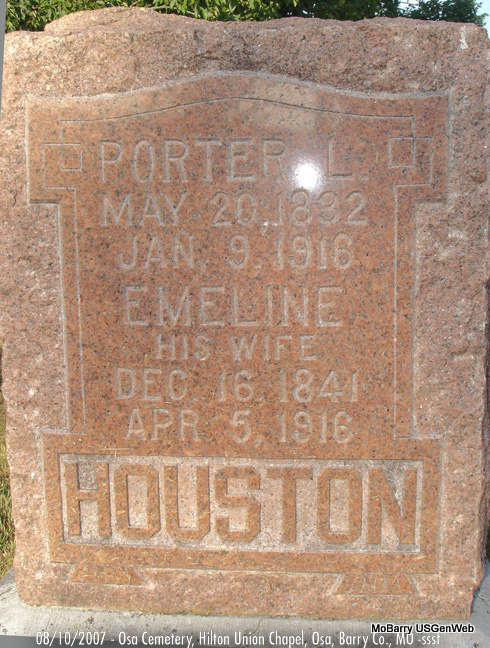 PORTER L.
MAY 20, 1832
JAN. 9, 1916
EMELINE
HIS WIFE
DEC. 16, 1841
APR. 5, 1916
HOUSTON
MoBarry USGenWeb
08/10/2007 - Osa Cemetery, Hilton Union Chapel, Osa, Barry Co., MO -ssst